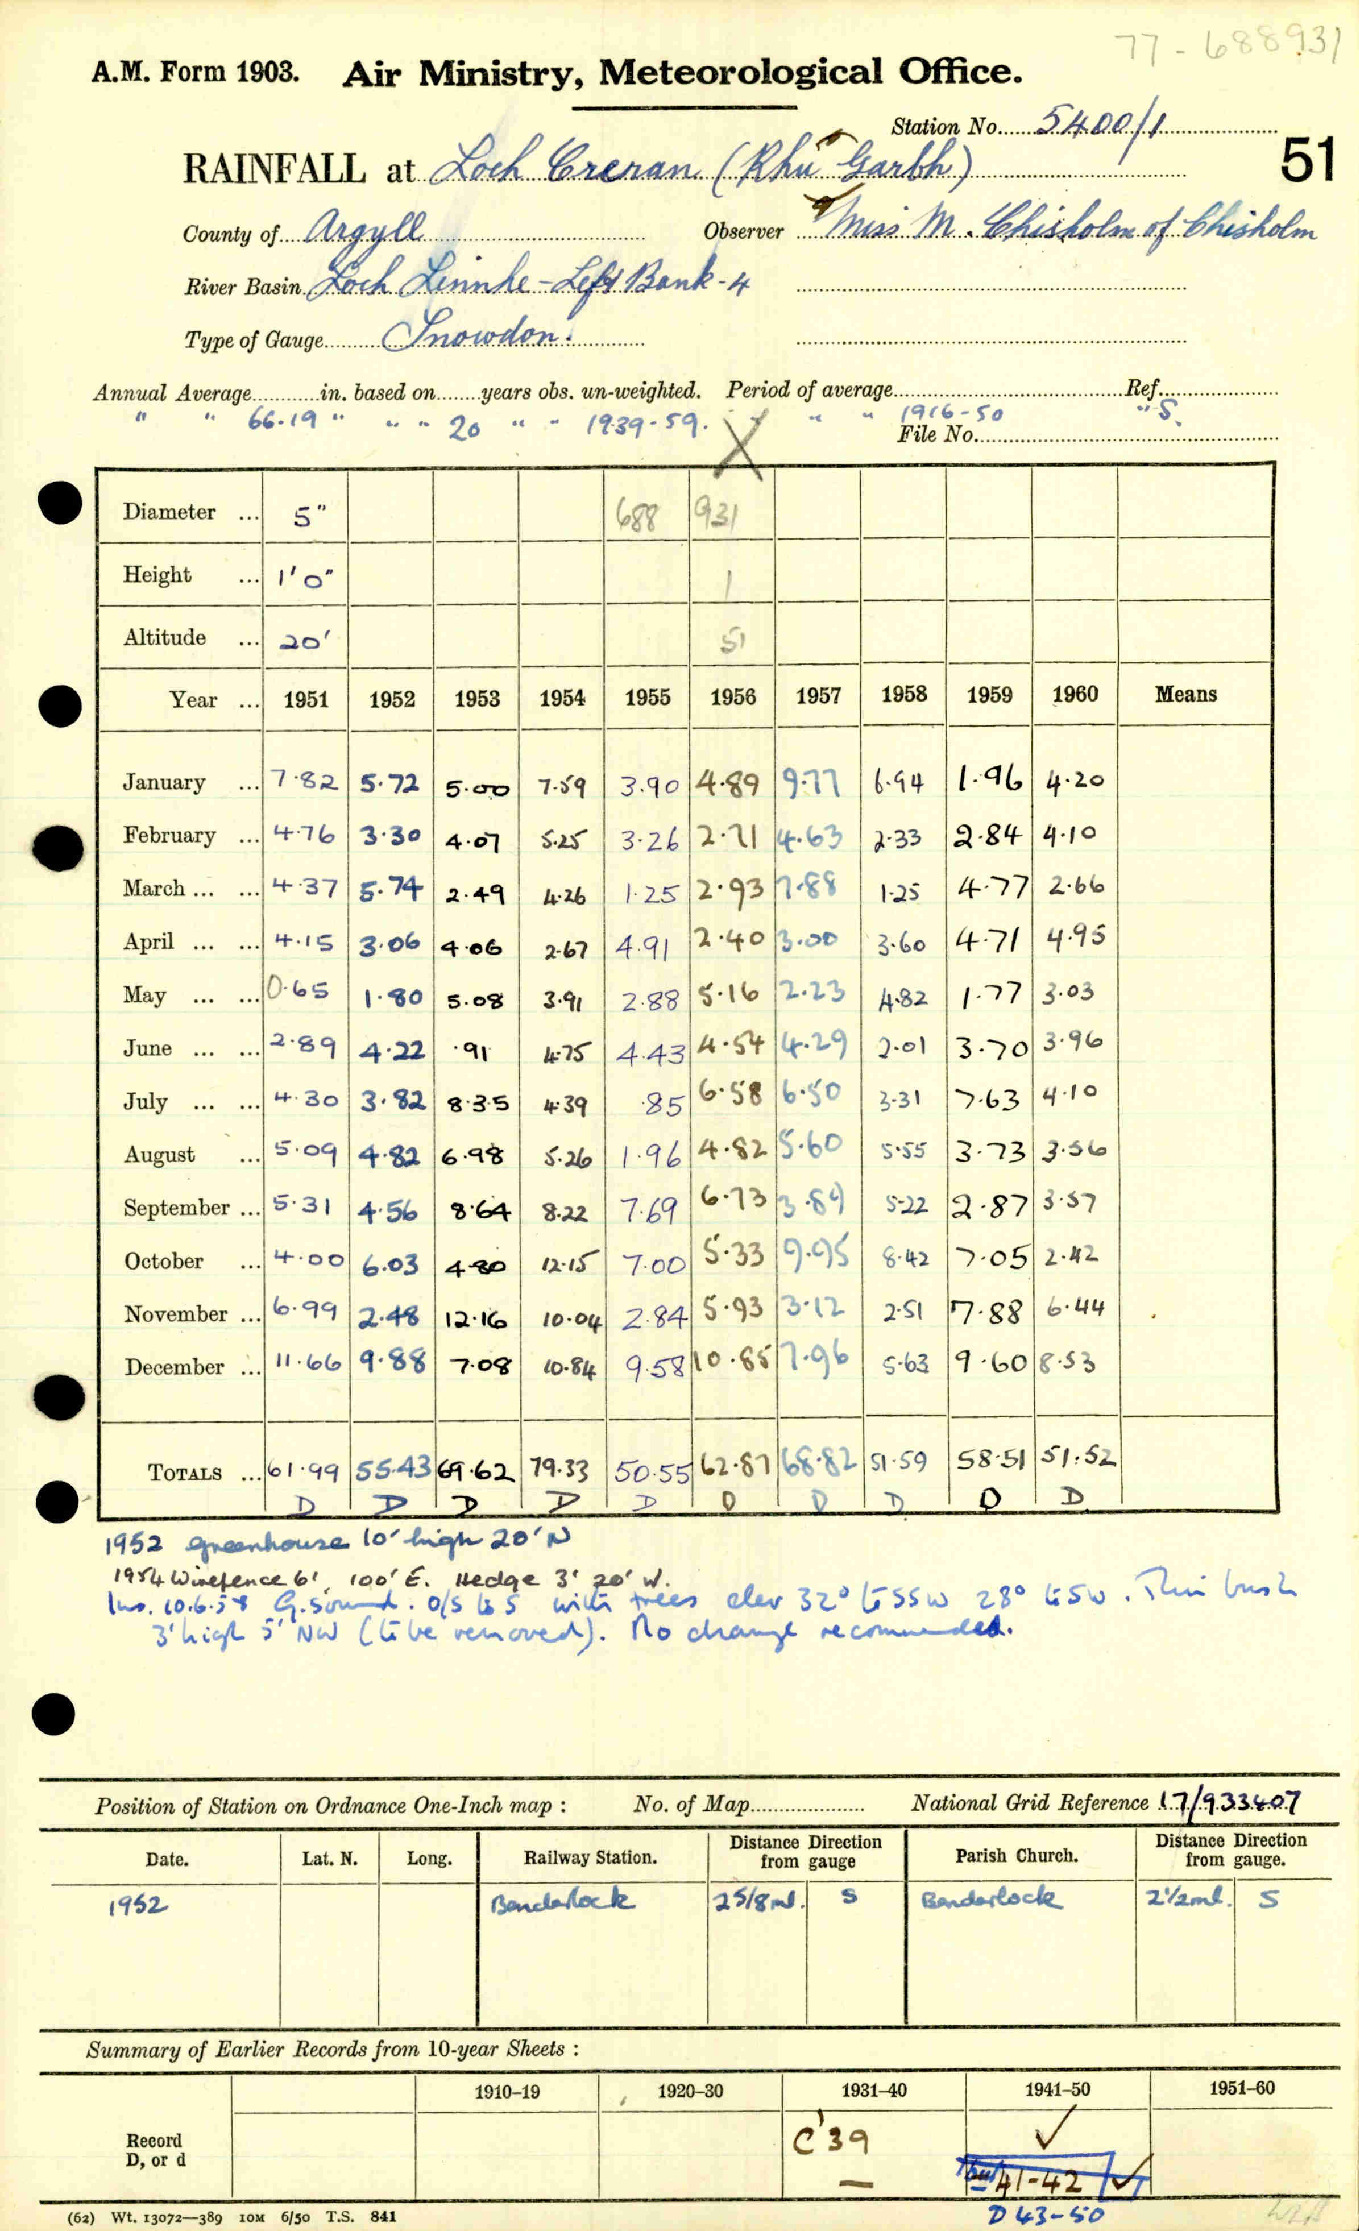 77 - 688931
A.M. Form 1903. Air Ministry, Meteorological Office.
Station No. 5400/1
51
RAINFALL at Loch Creran (Rhu Garbh)
County of Argyll Observer Miss M. Chisholm of Chisholm
River Basin Loch Linnhe - Left Bank - 4
Type of Gauge Snowdon.
Annual Average in. based on years obs. un-weighted. Period of average Ref.
" " 66.19 " " " 20 " " 1939-59. " " " 1916-50 " S.
File No.
Diameter ... 5" 688 931
Height ... 1'0" 1
Altitude ... 20' 51
Year ... 1951 1952 1953 1954 1955 1956 1957 1958 1959 1960 Means
January ... 7.82 5.72 5.00 7.59 3.90 4.89 9.77 6.94 1.96 4.20
February ... 4.76 3.30 4.07 5.25 3.26 2.71 4.63 2.33 2.84 4.10
March ... ... 4.37 5.74 2.49 4.26 1.25 2.93 7.88 1.25 4.77 2.66
April ... ... 4.15 3.06 4.06 2.67 4.91 2.40 3.00 3.60 4.71 4.95
May ... ... 0.65 1.80 5.08 3.91 2.88 5.16 2.23 4.82 1.77 3.03
June ... ... 2.89 4.22 .91 4.75 4.43 4.54 4.29 2.01 3.70 3.96
July ... ... 4.30 3.82 8.35 4.39 .85 6.58 6.50 3.31 7.63 4.10
August ... 5.09 4.82 6.98 5.26 1.96 4.82 5.60 5.55 3.73 3.56
September ... 5.31 4.56 8.64 8.22 7.69 6.73 3.89 5.22 2.87 3.57
October ... 4.00 6.03 4.80 12.15 7.00 5.33 9.95 8.42 7.05 2.42
November ... 6.99 2.48 12.16 10.04 2.84 5.93 3.12 2.51 7.88 6.44
December ... 11.66 9.88 7.08 10.84 9.58 10.85 7.96 5.63 9.60 8.53
TOTALS ... 61.99 55.43 69.62 79.33 50.55 62.87 68.82 51.59 58.51 51.52
D D D D D D D D D D
1952 greenhouse 10' high 20' N
1954 Wirefence 6', 100' E. Hedge 3' 20' W.
Ins. 10.6.58 G. sound. O/S to S with trees elev 32° to SSW 28° to SW. Thin bush
3' high 5' NW (to be removed). No change recommended.
Position of Station on Ordnance One-Inch map : No. of Map National Grid Reference 17/933407
Date. Lat. N. Long. Railway Station. Distance Direction from gauge Parish Church. Distance Direction from gauge.
1952 Benderlock 2 5/8 ml. S Benderlock 2 1/2 ml. S
Summary of Earlier Records from 10-year Sheets :
1910–19 1920–30 1931–40 1941–50 1951–60
Record
D, or d
C'39 ✓
— 41-42 ✓
D 43-50
(62) Wt. 13072—389 10M 6/50 T.S. 841